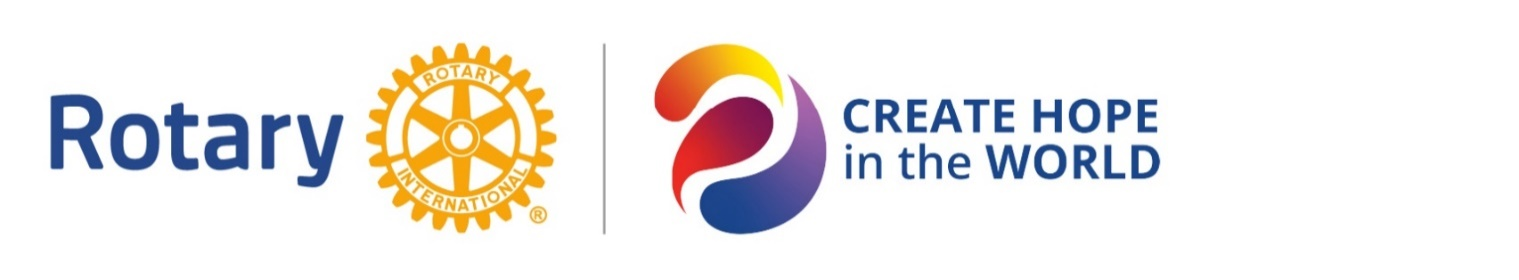 Rotary
ROTARY
INTERNATIONAL
®
CREATE HOPE
in the WORLD